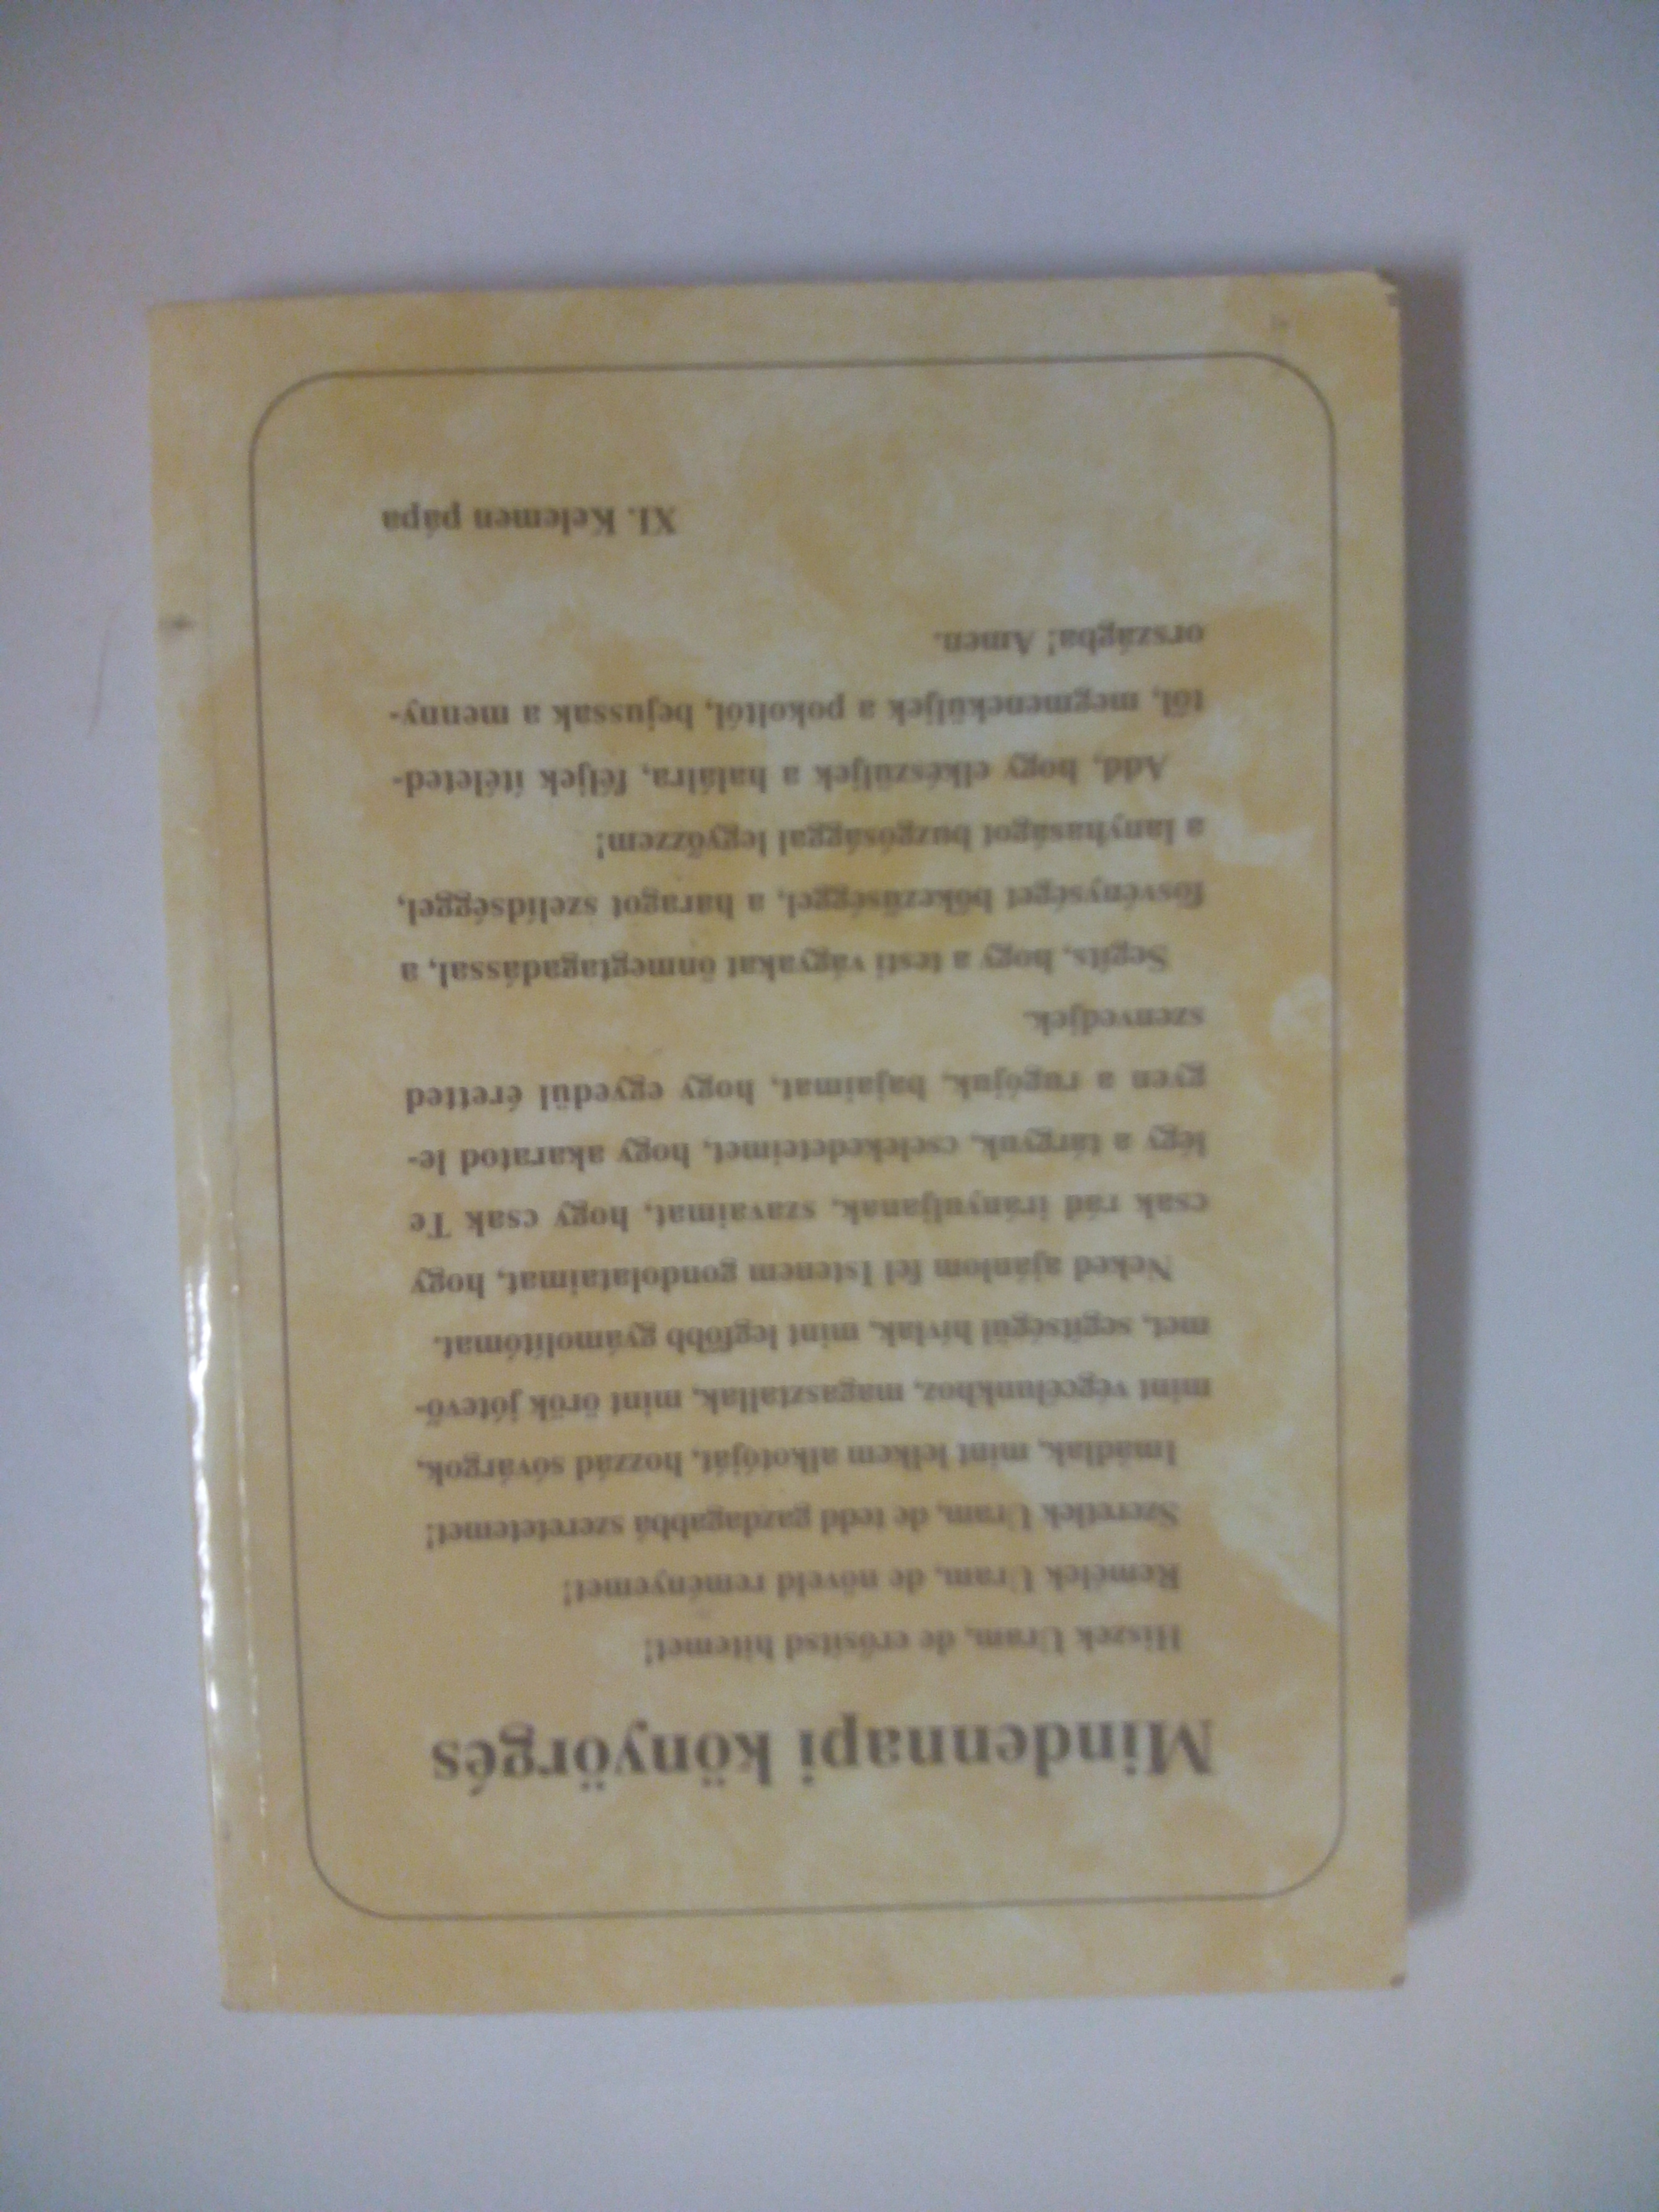 Mindennapi könyörgés
Hiszek Uram, de erősítsd hitemet!
Remélek Uram, de növeld reményemet!
Szeretlek Uram, de tedd gazdagabbá szeretetemet!
Imádlak, mint lelkem alkotóját, hozzád sóvárgok,
mint végcélunkhoz, magasztallak, mint örök jótevő-
met, segítségül hívlak, mint legfőbb gyámolítómat.
Neked ajánlom fel Istenem gondolataimat, hogy
csak rád irányuljanak, szavaimat, hogy csak Te
légy a tárgyuk, cselekedeteimet, hogy akaratod le-
gyen a rugójuk, bajaimat, hogy egyedül éretted
szenvedjek.
Segíts, hogy a testi vágyakat önmegtagadással, a
fösvénységet bőkezűséggel, a haragot szelídséggel,
a lanyhaságot buzgósággal legyőzzem!
Add, hogy elkészüljek a halálra, féljek ítéleted-
től, megmeneküljek a pokoltól, bejussak a menny-
országba! Amen.
XI. Kelemen pápa